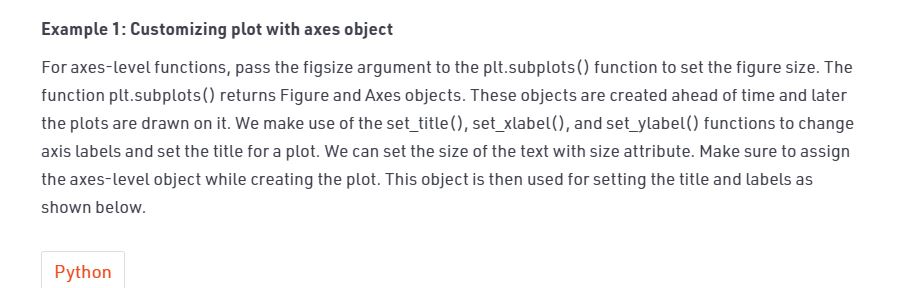 Example 1: Customizing plot with axes object
For axes-level functions, pass the figsize argument to the plt.subplots() function to set the figure size. The
function plt.subplots() returns Figure and Axes objects. These objects are created ahead of time and later
the plots are drawn on it. We make use of the set_title(), set_xlabel(), and set_ylabel() functions to change
axis labels and set the title for a plot. We can set the size of the text with size attribute. Make sure to assign
the axes-level object while creating the plot. This object is then used for setting the title and labels as
shown below.
Python